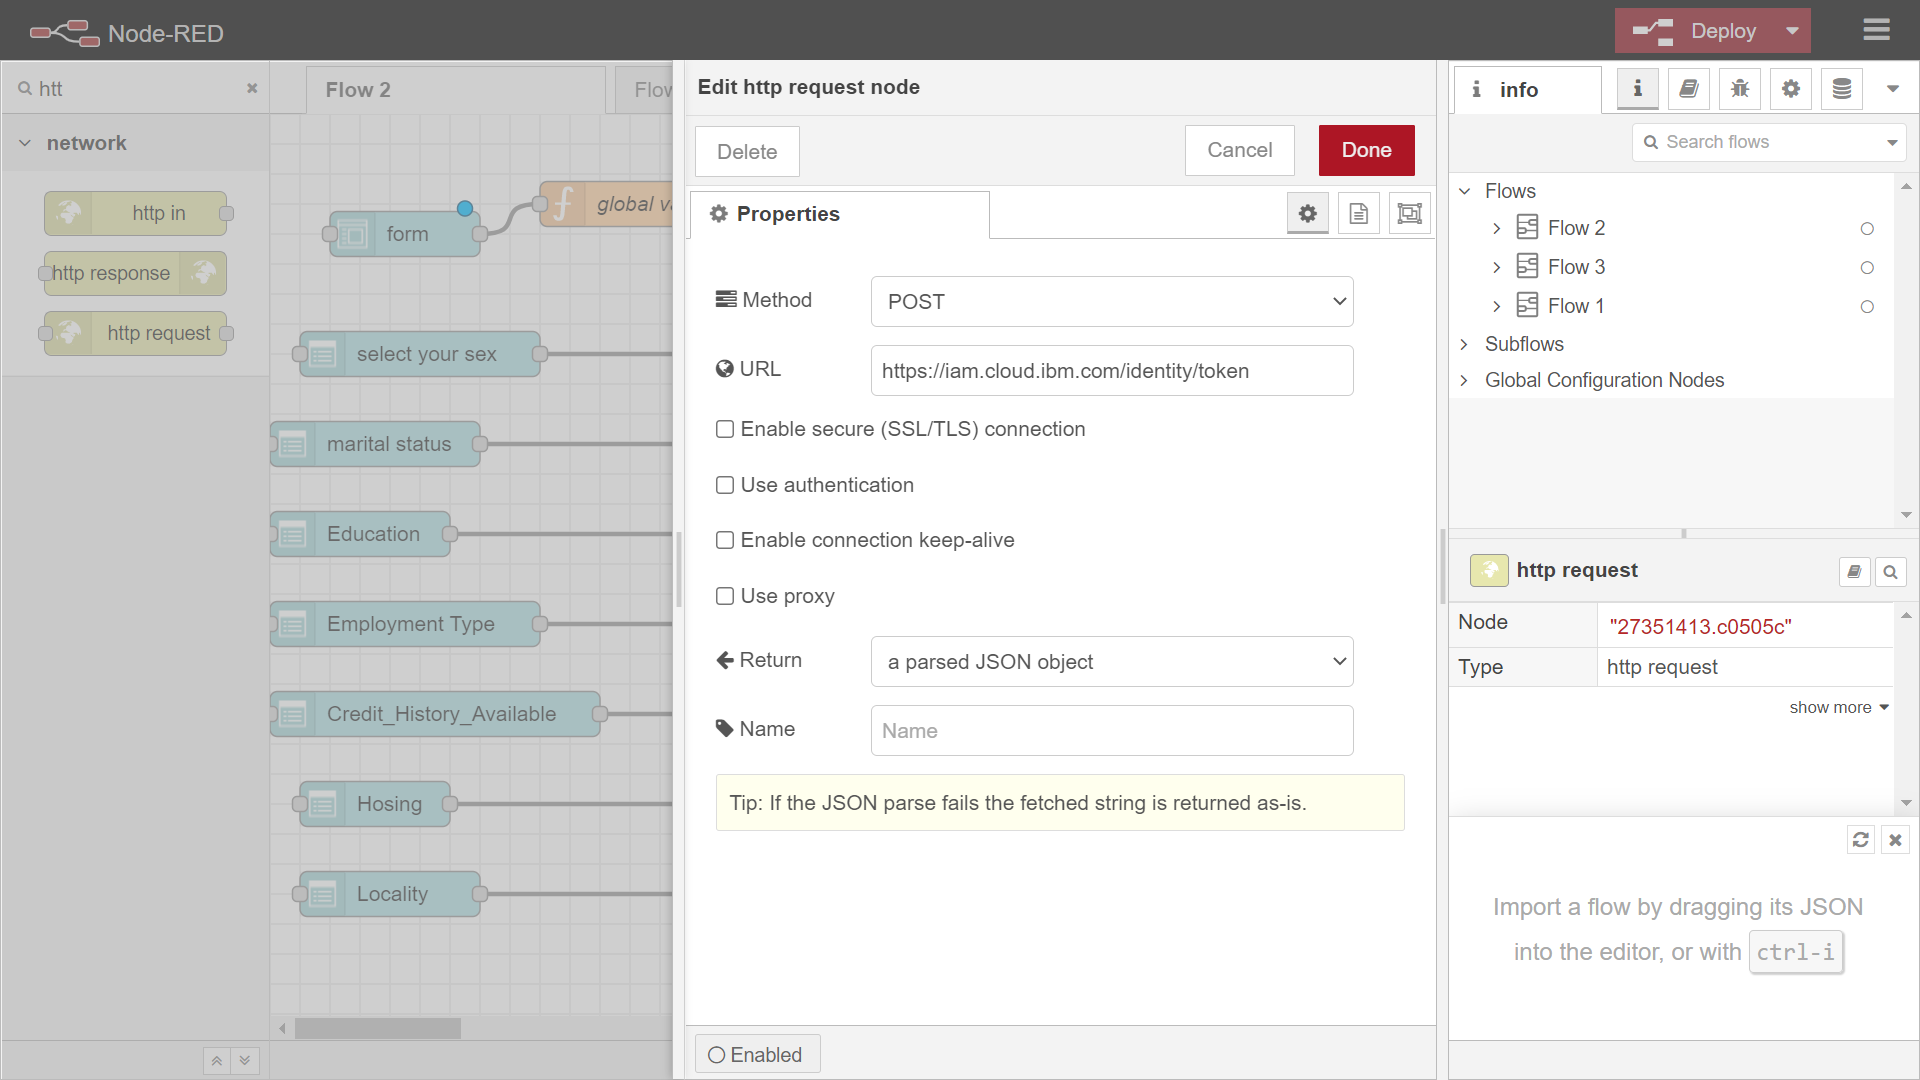 Node-RED
Deploy
htt
network
http in
http response
http request
Flow 2
Flow
form
global v
select your sex
marital status
Education
Employment Type
Credit_History_Available
Hosing
Locality
Edit http request node
Delete
Cancel
Done
Properties
Method
POST
URL
https://iam.cloud.ibm.com/identity/token
Enable secure (SSL/TLS) connection
Use authentication
Enable connection keep-alive
Use proxy
Return
a parsed JSON object
Name
Name
Tip: If the JSON parse fails the fetched string is returned as-is.
Enabled
info
Search flows
Flows
Flow 2
Flow 3
Flow 1
Subflows
Global Configuration Nodes
http request
Node
"27351413.c0505c"
Type
http request
show more
Import a flow by dragging its JSON
into the editor, or with ctrl-i